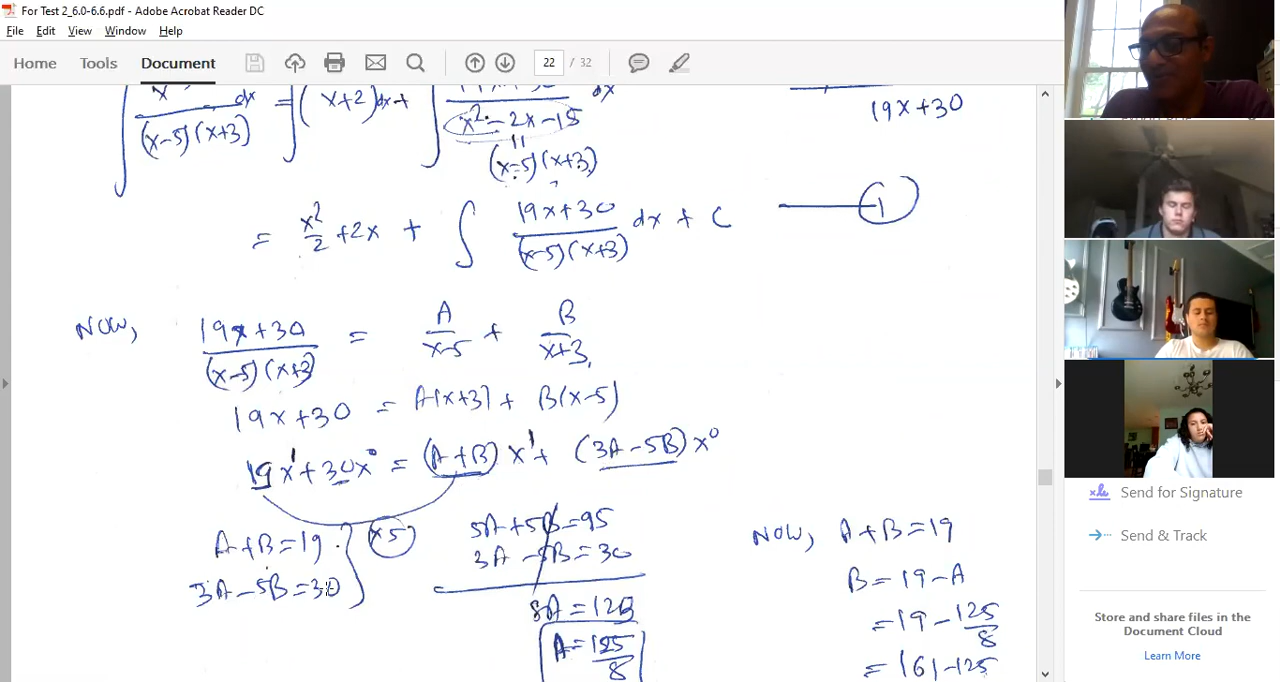 For Test 2_6.0-6.6.pdf - Adobe Acrobat Reader DC
File Edit View Window Help
Home Tools Document 22 / 32
∫ dx / (x-5)(x+3) = ∫ (x+2)dx + ∫ / x² - 2x - 15 dx
19x+30
(x-5)(x+3)
= x²/2 + 2x + ∫ 19x+30 / (x-5)(x+3) dx + C ——— 1
Now, 19x+30 / (x-5)(x+3) = A / x-5 + B / x+3
19x+30 = A(x+3) + B(x-5)
19x¹ + 30x⁰ = (A+B) x¹ + (3A-5B) x⁰
A+B = 19
3A-5B = 30
x5
5A+5B = 95
3A-5B = 30
8A = 125
A = 125/8
Now, A+B = 19
B = 19-A
= 19 - 125/8
= 161-125
Send for Signature
Send & Track
Store and share files in the
Document Cloud
Learn More